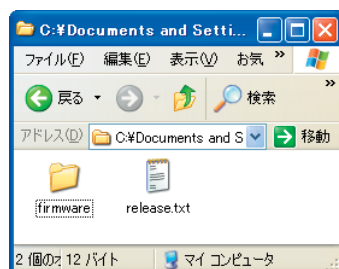 C:¥Documents and Setti...
ファイル(F) 編集(E) 表示(V) お気 »
戻る 検索 »
アドレス(D) C:¥Documents and S 移動
firmware release.txt
2 個のオ 12 バイト マイ コンピュータ